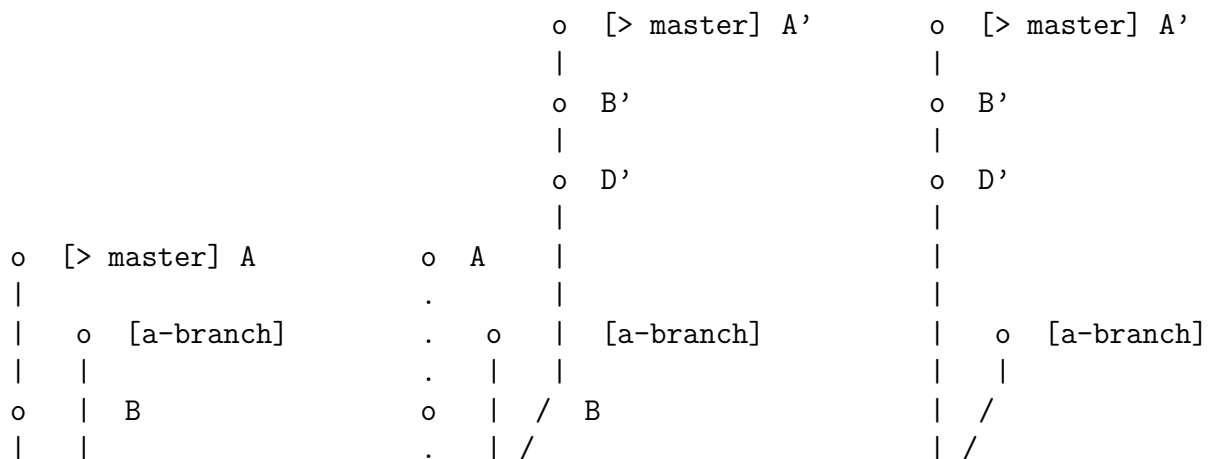 o [> master] A’ o [> master] A’
| |
o B’ o B’
| |
o D’ o D’
| |
o [> master] A o A | |
| . | |
| o [a-branch] . o | [a-branch] | o [a-branch]
| | . | | | |
o | B o | / B | /
| | . | / | /